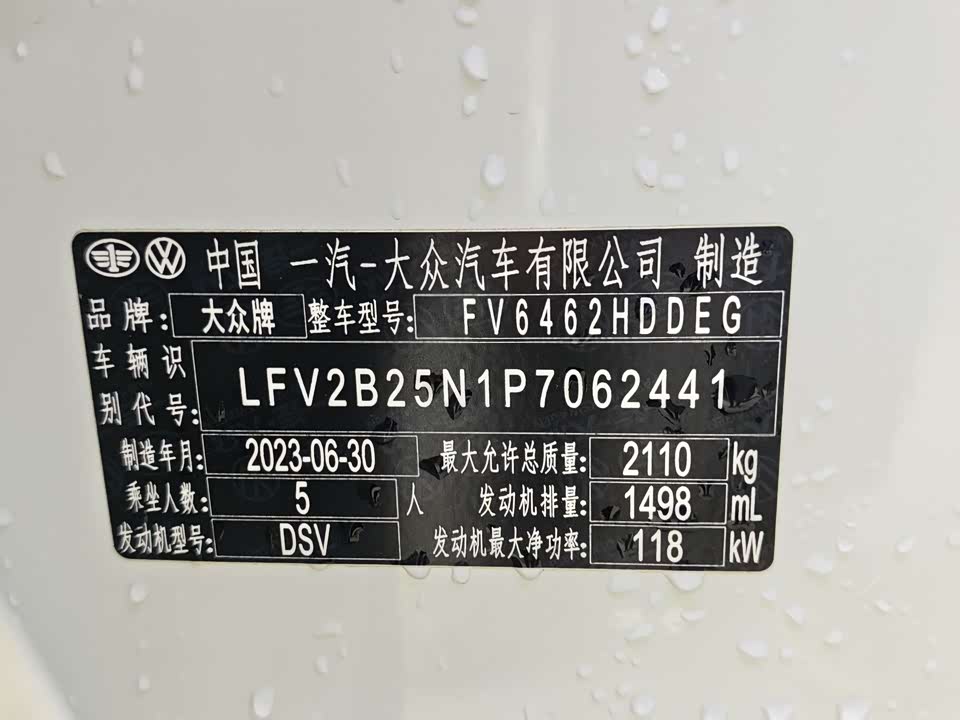 中国 一汽-大众汽车有限公司 制造
品牌: 大众牌 整车型号: FV6462HDDEG
车辆识别代号: LFV2B25N1P7062441
制造年月: 2023-06-30 最大允许总质量: 2110 kg
乘坐人数: 5 人 发动机排量: 1498 mL
发动机型号: DSV 发动机最大净功率: 118 kW